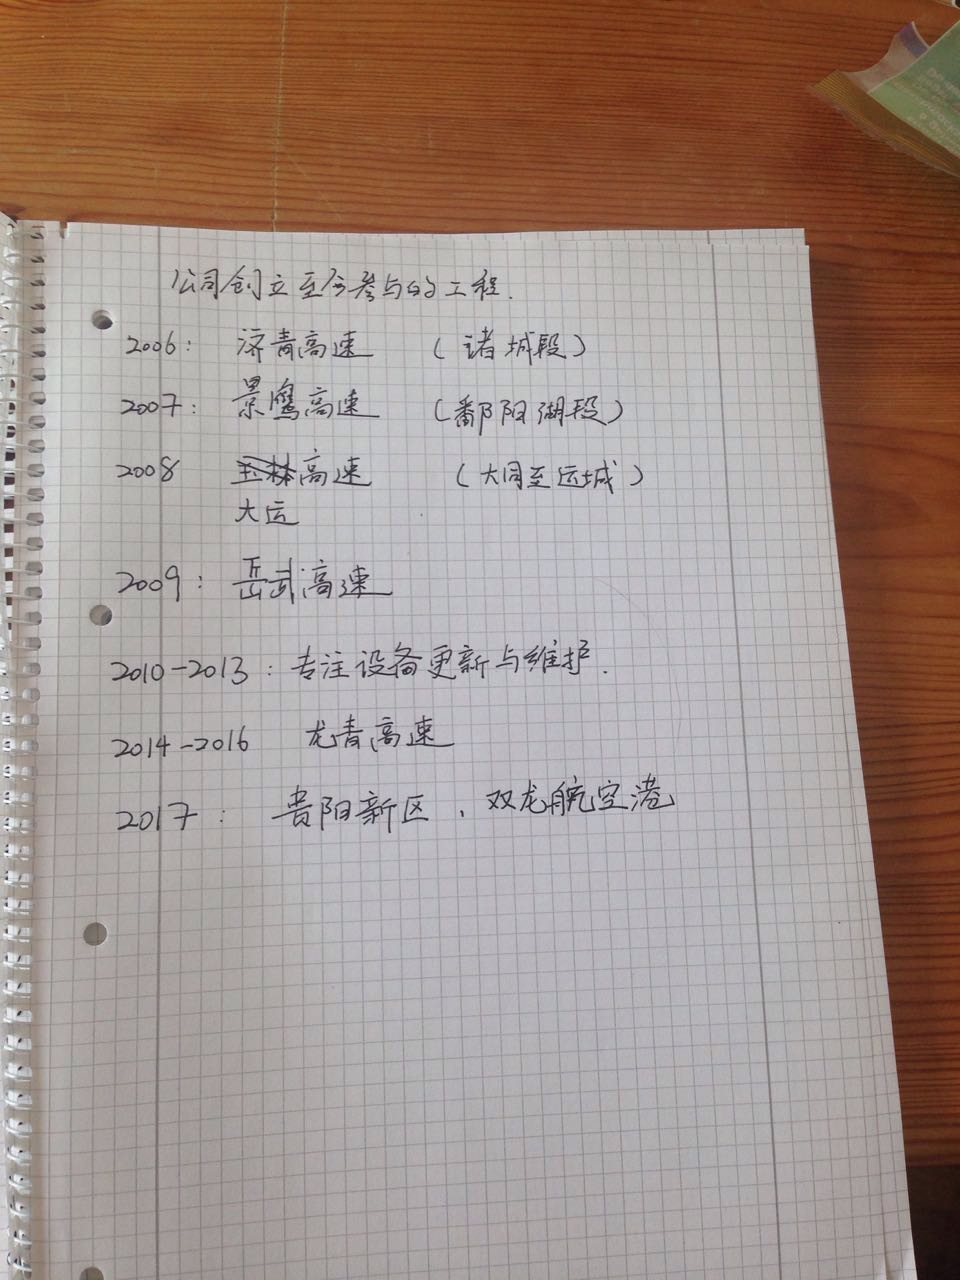 公司创立至今参与的工程.
2006: 济青高速 (诸城段)
2007: 景鹰高速 (鄱阳湖段)
2008 玉林高速 (大同至运城)
大运
2009: 岳武高速
2010-2013: 专注设备更新与维护.
2014-2016 龙青高速
2017: 贵阳新区、双龙航空港